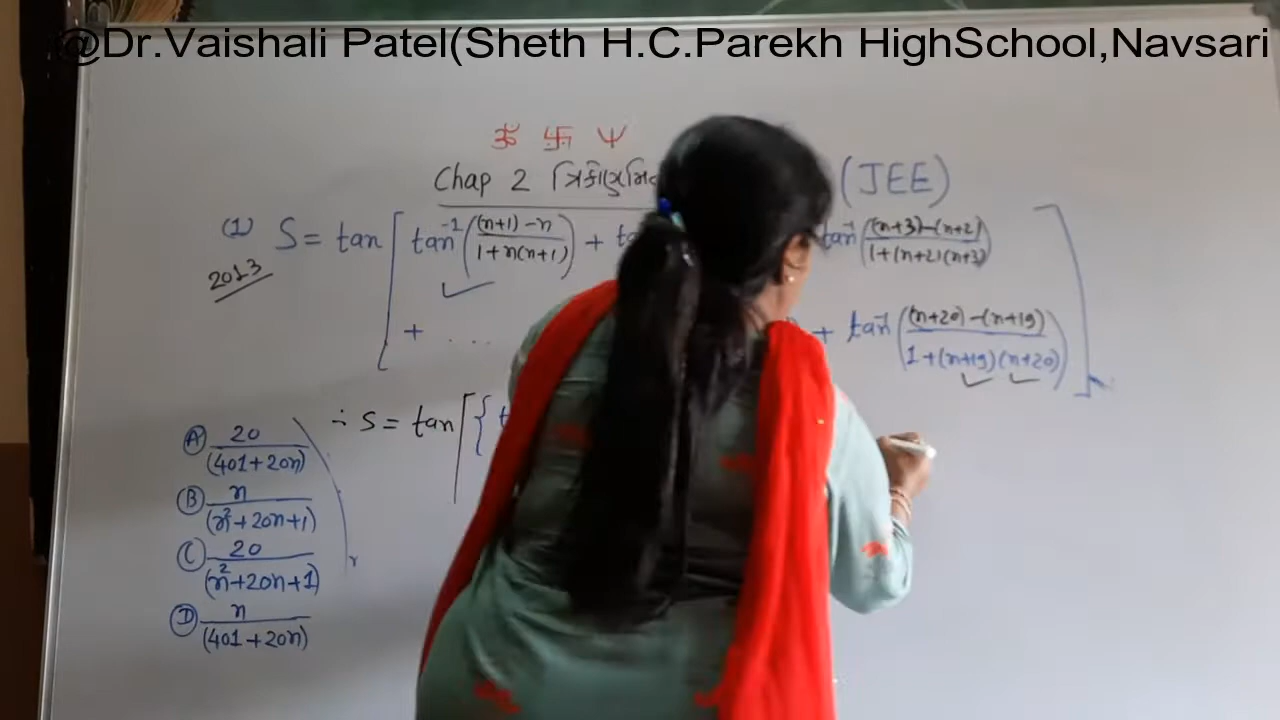 @Dr.Vaishali Patel(Sheth H.C.Parekh HighSchool,Navsari
ॐ 卐 Ψ
Chap 2 (JEE)
(1) S = tan [ tan⁻¹ ( (n+1)-n / 1+n(n+1) ) + tan⁻¹ ( (n+3)-(n+2) / 1+(n+2)(n+3) )
2013
+ .... + tan⁻¹ ( (n+20)-(n+19) / 1+(n+19)(n+20) ) ]
∴ S = tan [ {
(A) 20 / (401+20n)
(B) n / (n²+20n+1)
(C) 20 / (n²+20n+1)
(D) n / (401+20n)